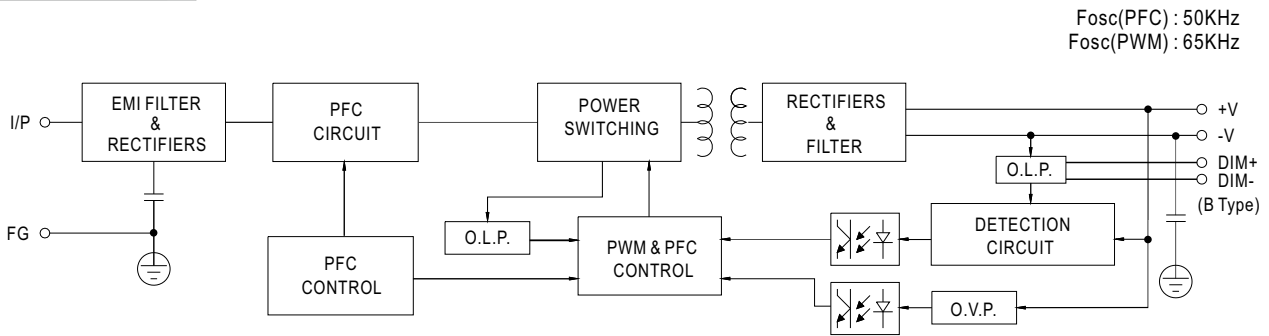 Fosc(PFC) : 50KHz
Fosc(PWM) : 65KHz
I/P
EMI FILTER
&
RECTIFIERS
PFC
CIRCUIT
POWER
SWITCHING
RECTIFIERS
&
FILTER
+V
-V
O.L.P.
DIM+
DIM-
(B Type)
FG
PFC
CONTROL
O.L.P.
PWM & PFC
CONTROL
DETECTION
CIRCUIT
O.V.P.